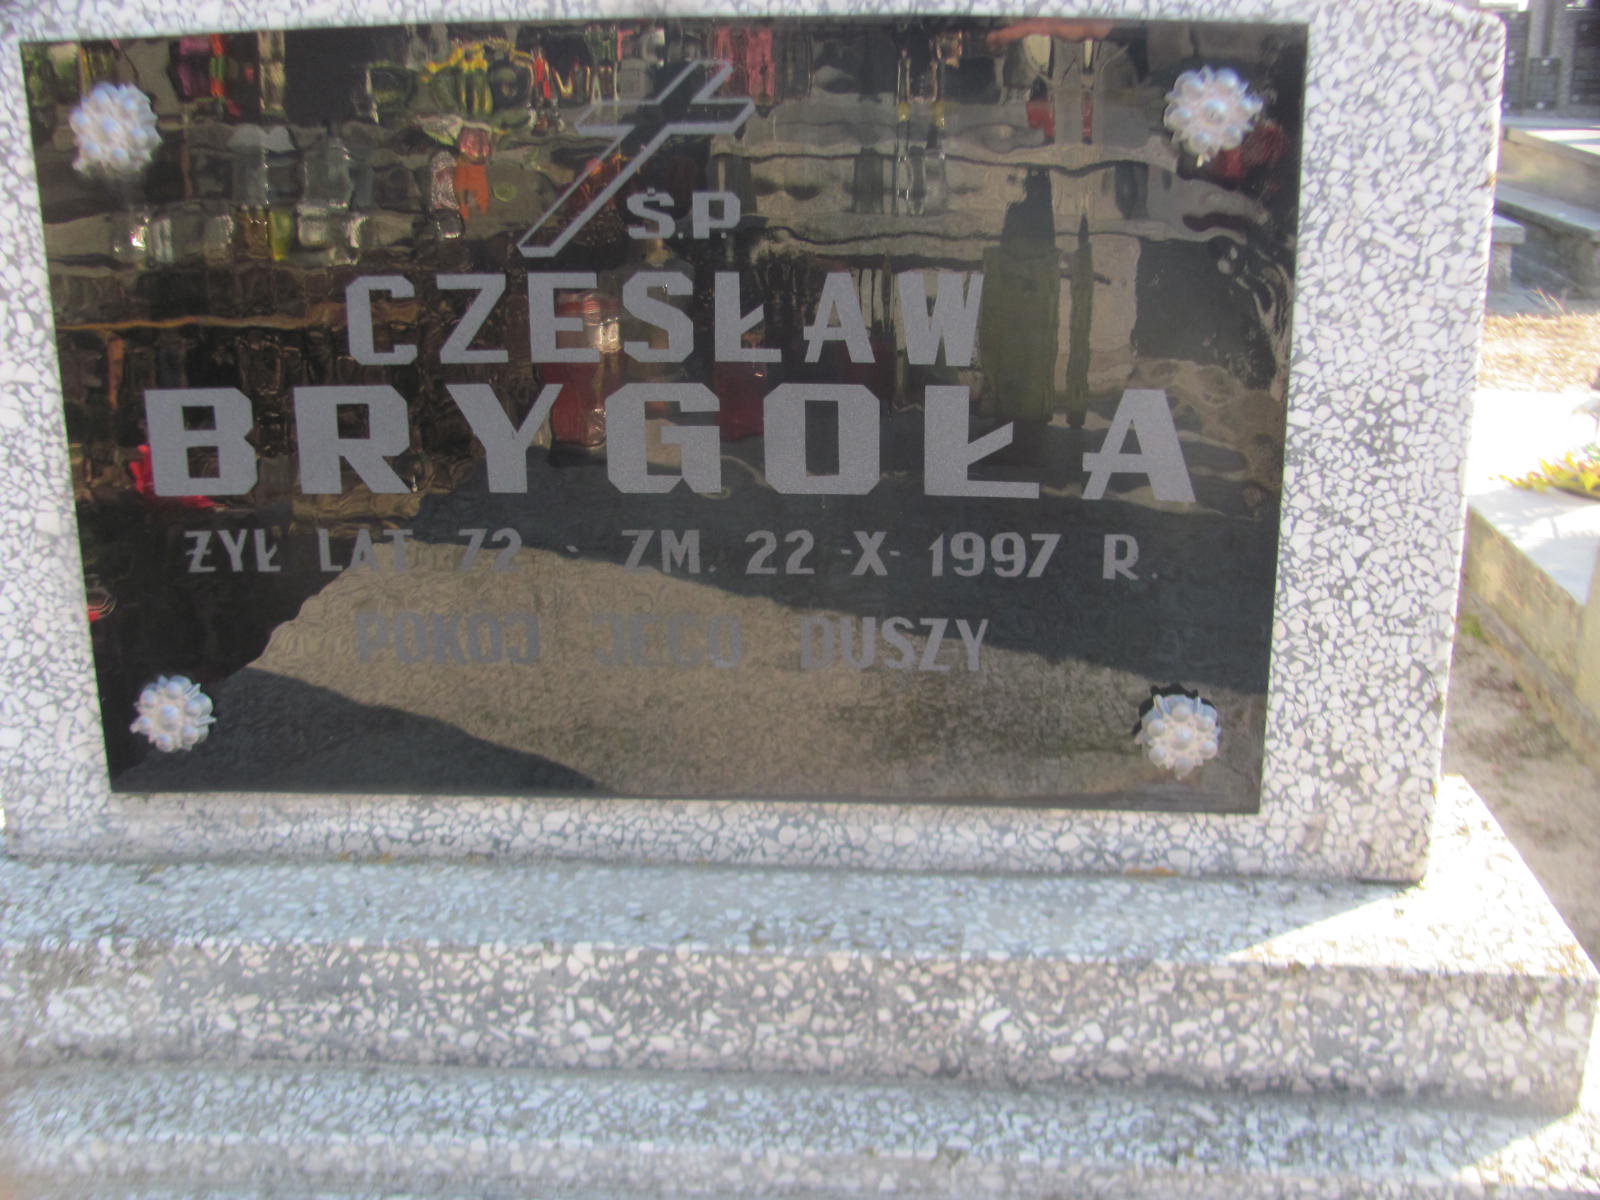 Ś.P.
CZESŁAW
BRYGOŁA
ŻYŁ LAT 72 · ZM. 22 -X- 1997 R.
POKÓJ JEGO DUSZY